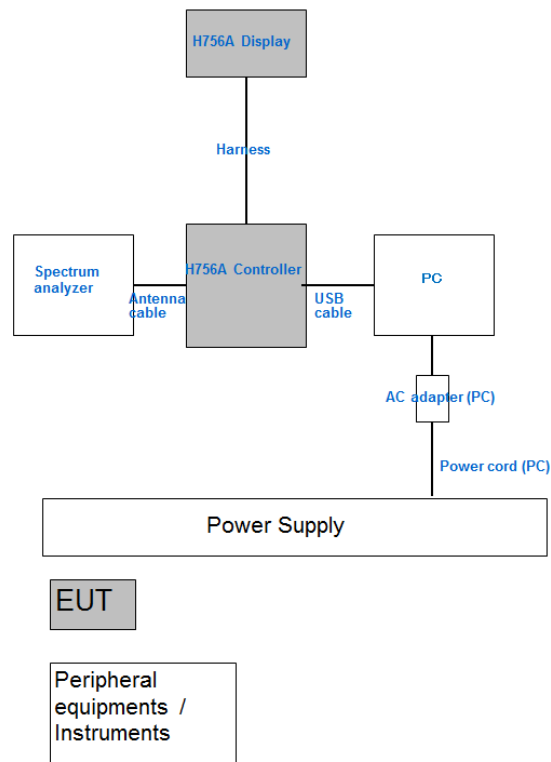 H756A Display
Harness
Spectrum
analyzer
Antenna
cable
H756A Controller
USB
cable
PC
AC adapter (PC)
Power cord (PC)
Power Supply
EUT
Peripheral
equipments /
Instruments